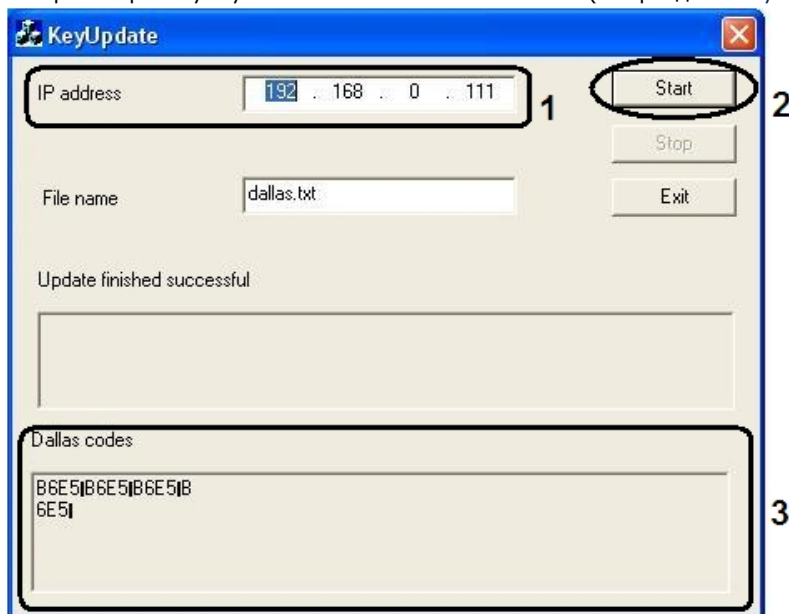 KeyUpdate
IP address 192 . 168 . 0 . 111
1
Start
2
Stop
File name dallas.txt
Exit
Update finished successful
Dallas codes
B6E5|B6E5|B6E5|B
6E5|
3